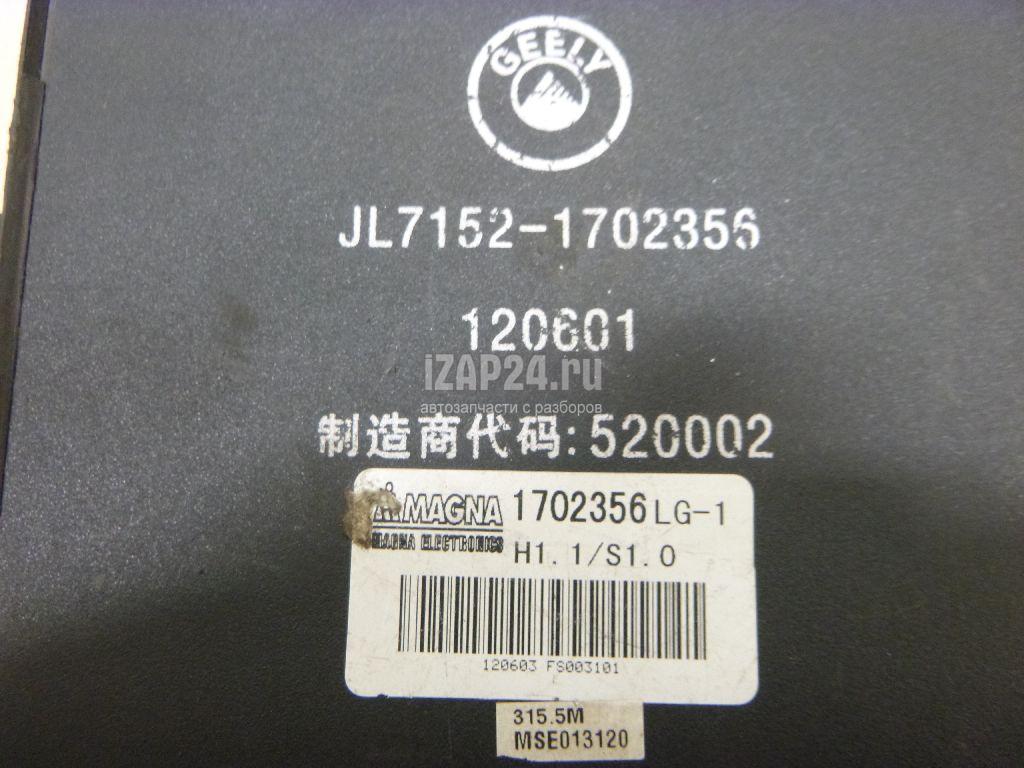 GEELY
JL7152-1702356
120601
iZAP24.ru
автозапчасти с разборов
制造商代码:520002
MAGNA 1702356 LG-1
MAGNA ELECTRONICS H1.1/S1.0
120603 FS003101
315.5M
MSE013120